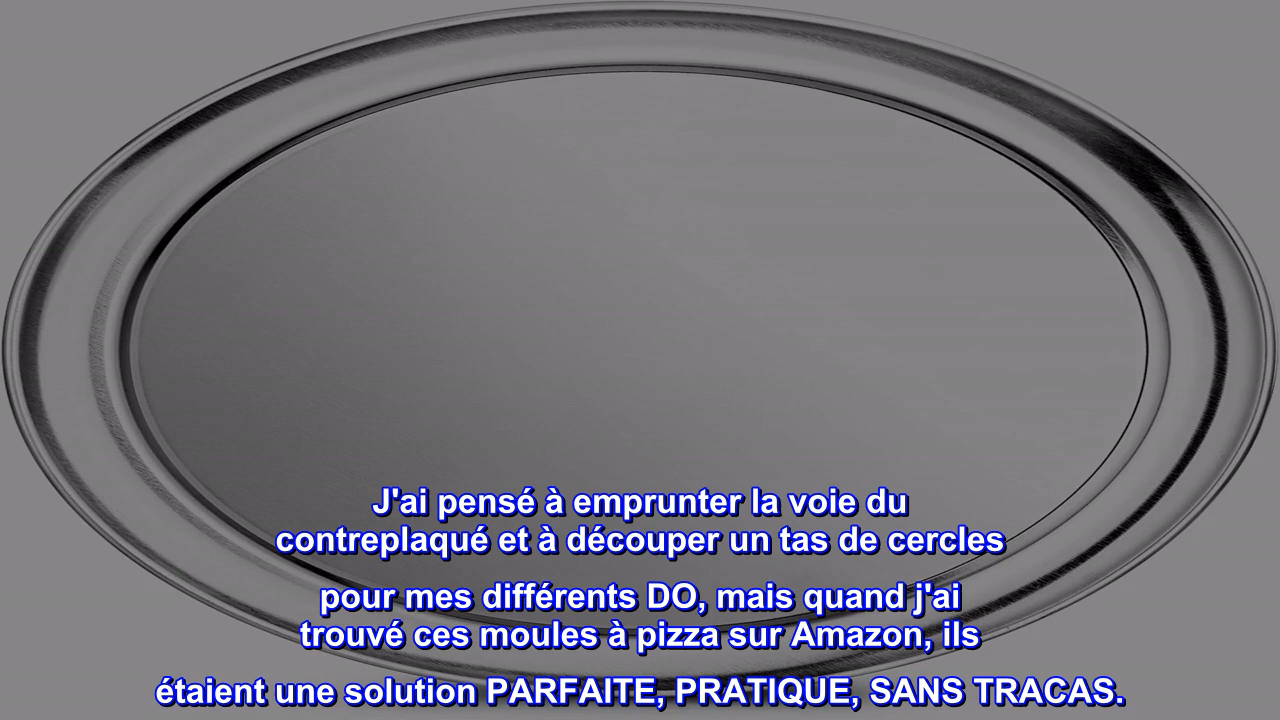 J'ai pensé à emprunter la voie du
contreplaqué et à découper un tas de cercles
pour mes différents DO, mais quand j'ai
trouvé ces moules à pizza sur Amazon, ils
étaient une solution PARFAITE, PRATIQUE, SANS TRACAS.